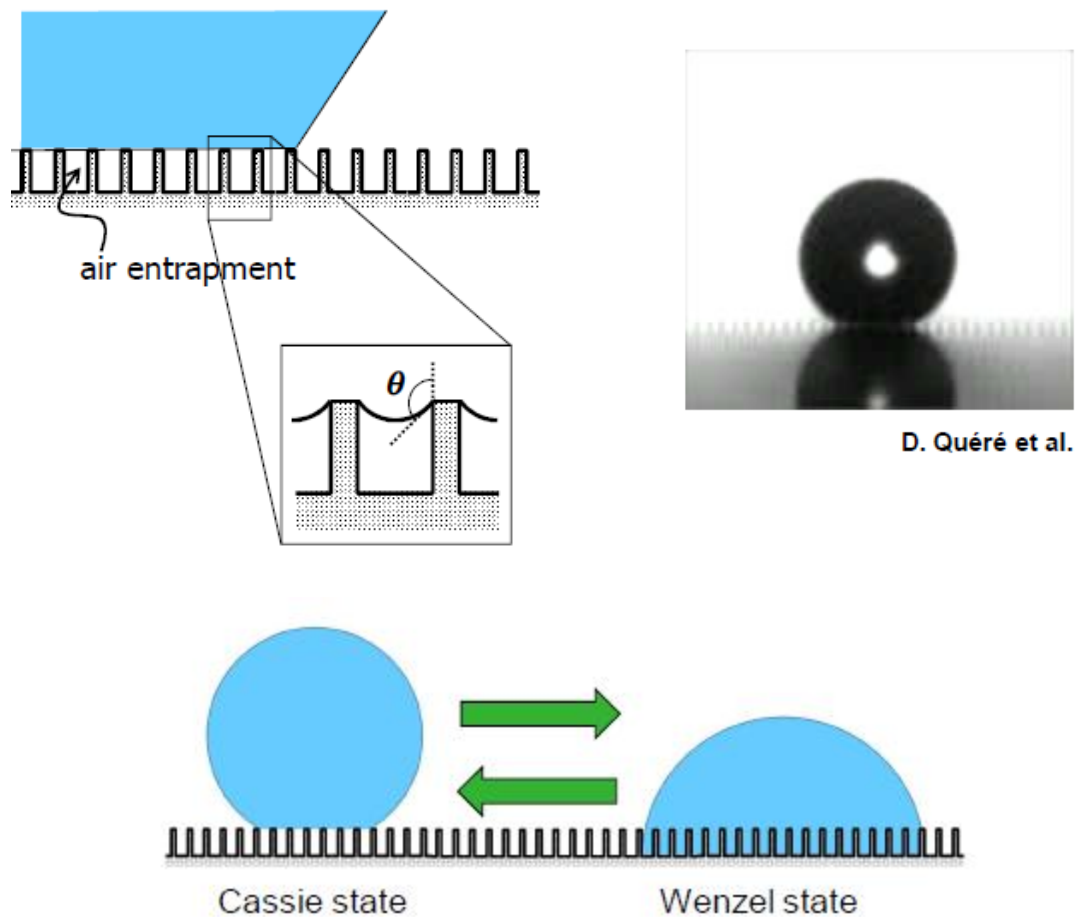 air entrapment
θ
D. Quéré et al.
Cassie state
Wenzel state